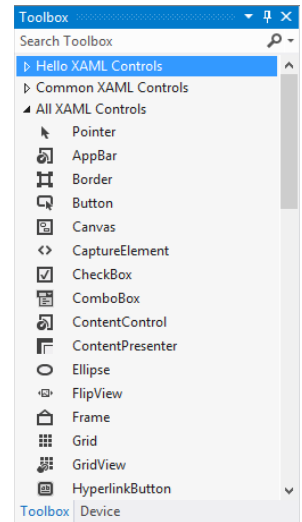 Toolbox
Search Toolbox
Hello XAML Controls
Common XAML Controls
All XAML Controls
Pointer
AppBar
Border
Button
Canvas
CaptureElement
CheckBox
ComboBox
ContentControl
ContentPresenter
Ellipse
FlipView
Frame
Grid
GridView
HyperlinkButton
Toolbox Device